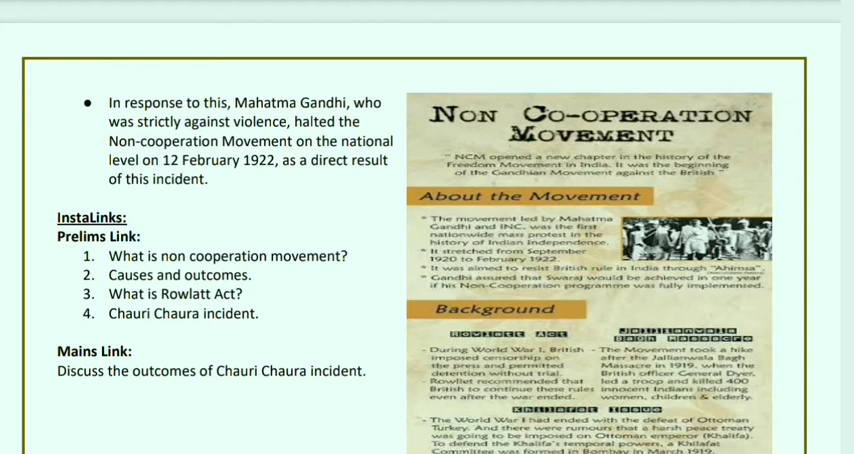 ● In response to this, Mahatma Gandhi, who
was strictly against violence, halted the
Non-cooperation Movement on the national
level on 12 February 1922, as a direct result
of this incident.
InstaLinks:
Prelims Link:
1. What is non cooperation movement?
2. Causes and outcomes.
3. What is Rowlatt Act?
4. Chauri Chaura incident.
Mains Link:
Discuss the outcomes of Chauri Chaura incident.
NON CO-OPERATION
MOVEMENT
" NCM opened a new chapter in the history of the
Freedom Movement in India. It was the beginning
of the Gandhian Movement against the British "
About the Movement
* The movement led by Mahatma
Gandhi and INC, was the first
nationwide mass protest in the
history of Indian Independence.
* It stretched from September
1920 to February 1922.
* It was aimed to resist British rule in India through "Ahimsa".
* Gandhi assured that Swaraj would be achieved in one year
if his Non-Cooperation programme was fully implemented.
Background
Rowlatt Act
- During World War I, British
imposed censorship on
the press and permitted
detention without trial.
- Rowllet recommended that
British to continue these rules
even after the war ended.
Jallianwala
Bagh Massacre
- The Movement took a hike
after the Jallianwala Bagh
Massacre in 1919, when the
British officer General Dyer,
led a troop and killed 400
innocent Indians including
women, children & elderly.
Khilafat Issue
- The World War I had ended with the defeat of Ottoman
Turkey. And there were rumours that a harsh peace treaty
was going to be imposed on Ottoman emperor (Khalifa).
To defend the Khalifa's temporal powers, a Khilafat
Committee was formed in Bombay in March 1919.